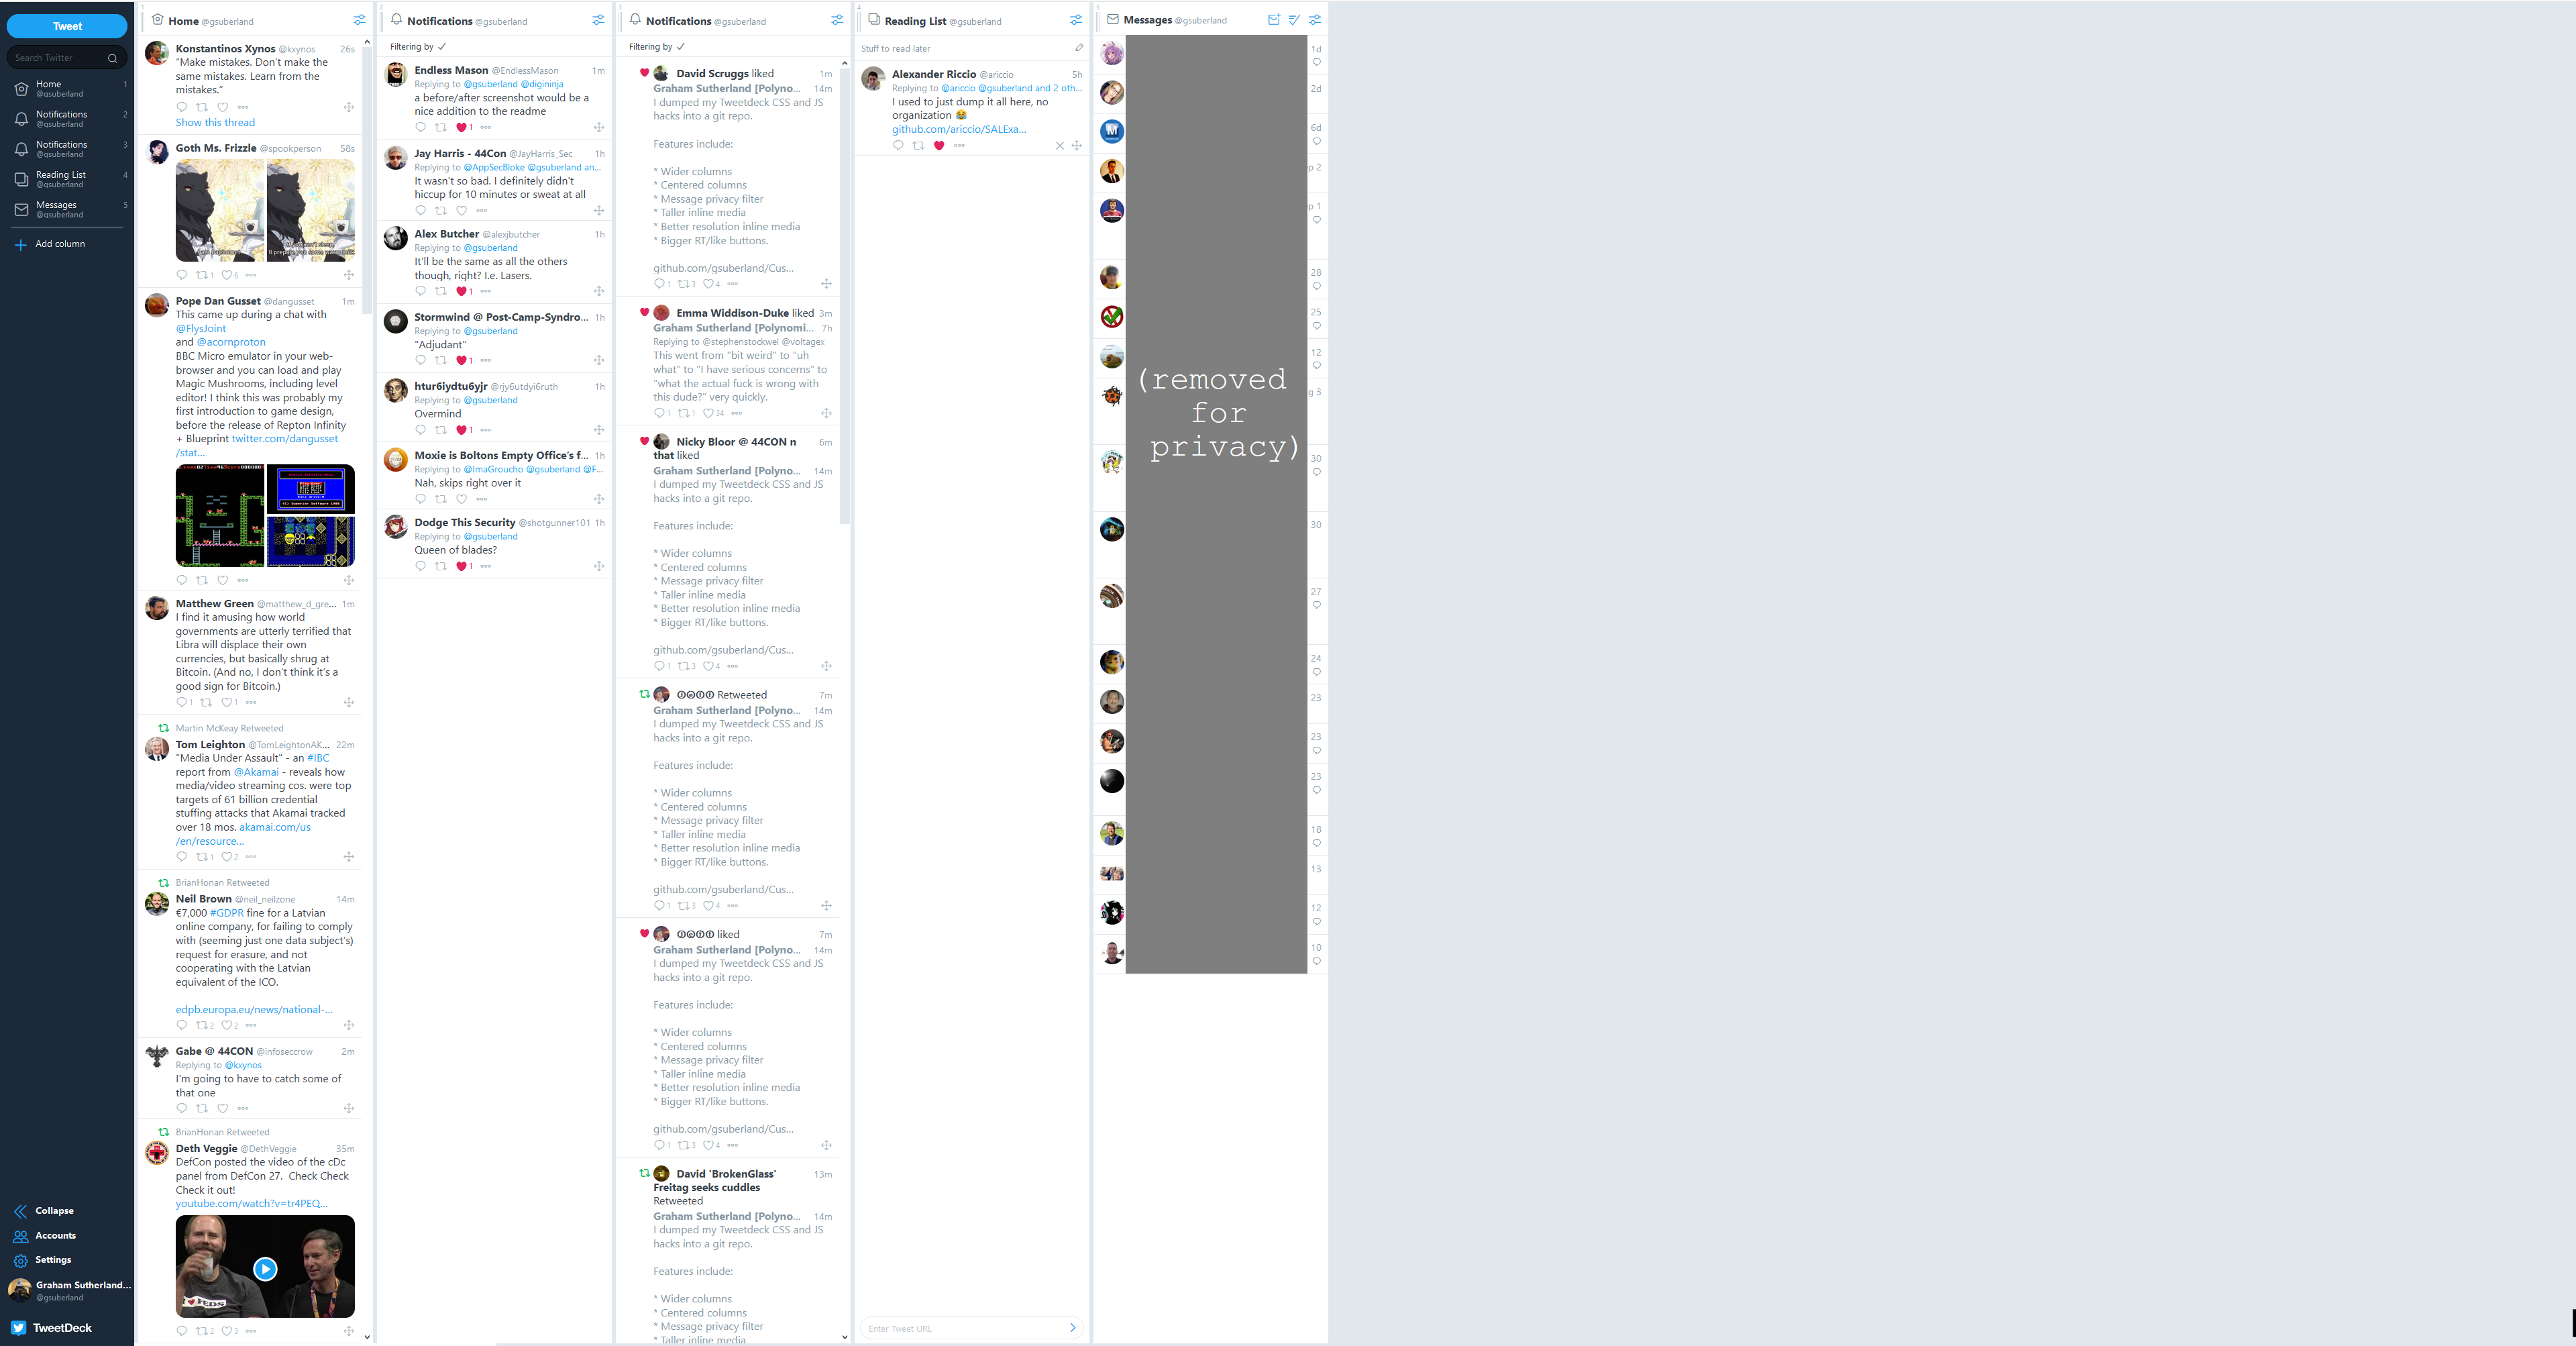 Tweet
Search Twitter
Home 1
@gsuberland
Notifications 2
@gsuberland
Notifications 3
@gsuberland
Reading List 4
@gsuberland
Messages 5
@gsuberland
Add column
Collapse
Accounts
Settings
Graham Sutherland...
@gsuberland
TweetDeck
1
Home @gsuberland
Konstantinos Xynos @kxynos 26s
"Make mistakes. Don't make the
same mistakes. Learn from the
mistakes."
Show this thread
Goth Ms. Frizzle @spookperson 58s
1 6
Pope Dan Gusset @dangusset 1m
This came up during a chat with
@FlysJoint
and @acornproton
BBC Micro emulator in your web-
browser and you can load and play
Magic Mushrooms, including level
editor! I think this was probably my
first introduction to game design,
before the release of Repton Infinity
+ Blueprint twitter.com/dangusset
/stat...
Matthew Green @matthew_d_gre... 1m
I find it amusing how world
governments are utterly terrified that
Libra will displace their own
currencies, but basically shrug at
Bitcoin. (And no, I don't think it's a
good sign for Bitcoin.)
1 1
Martin McKeay Retweeted
Tom Leighton @TomLeightonAK... 22m
"Media Under Assault" - an #IBC
report from @Akamai - reveals how
media/video streaming cos. were top
targets of 61 billion credential
stuffing attacks that Akamai tracked
over 18 mos. akamai.com/us
/en/resource...
1 2
BrianHonan Retweeted
Neil Brown @neil_neilzone 14m
€7,000 #GDPR fine for a Latvian
online company, for failing to comply
with (seeming just one data subject's)
request for erasure, and not
cooperating with the Latvian
equivalent of the ICO.
edpb.europa.eu/news/national-...
2 2
Gabe @ 44CON @infoseccrow 2m
Replying to @kxynos
I'm going to have to catch some of
that one
BrianHonan Retweeted
Deth Veggie @DethVeggie 35m
DefCon posted the video of the cDc
panel from DefCon 27. Check Check
Check it out!
youtube.com/watch?v=tr4PEQ...
2 3
2
Notifications @gsuberland
Filtering by
Endless Mason @EndlessMason 1m
Replying to @gsuberland @digininja
a before/after screenshot would be a
nice addition to the readme
1
Jay Harris - 44Con @JayHarris_Sec 1h
Replying to @AppSecBloke @gsuberland an...
It wasn't so bad. I definitely didn't
hiccup for 10 minutes or sweat at all
Alex Butcher @alexjbutcher 1h
Replying to @gsuberland
It'll be the same as all the others
though, right? I.e. Lasers.
1
Stormwind @ Post-Camp-Syndro... 1h
Replying to @gsuberland
"Adjudant"
1
htur6iydtu6yjr @rjy6utdyi6ruth 1h
Replying to @gsuberland
Overmind
1
Moxie is Boltons Empty Office's f... 1h
Replying to @ImaGroucho @gsuberland @F...
Nah, skips right over it
Dodge This Security @shotgunner101 1h
Replying to @gsuberland
Queen of blades?
1
3
Notifications @gsuberland
Filtering by
David Scruggs liked 1m
Graham Sutherland [Polyno... 14m
I dumped my Tweetdeck CSS and JS
hacks into a git repo.
Features include:
* Wider columns
* Centered columns
* Message privacy filter
* Taller inline media
* Better resolution inline media
* Bigger RT/like buttons.
github.com/gsuberland/Cus...
1 3 4
Emma Widdison-Duke liked 3m
Graham Sutherland [Polynomi... 7h
Replying to @stephenstockwel @voltagex
This went from "bit weird" to "uh
what" to "I have serious concerns" to
"what the actual fuck is wrong with
this dude?" very quickly.
1 1 34
Nicky Bloor @ 44CON n 6m
that liked
Graham Sutherland [Polyno... 14m
I dumped my Tweetdeck CSS and JS
hacks into a git repo.
Features include:
* Wider columns
* Centered columns
* Message privacy filter
* Taller inline media
* Better resolution inline media
* Bigger RT/like buttons.
github.com/gsuberland/Cus...
1 3 4
Retweeted 7m
Graham Sutherland [Polyno... 14m
I dumped my Tweetdeck CSS and JS
hacks into a git repo.
Features include:
* Wider columns
* Centered columns
* Message privacy filter
* Taller inline media
* Better resolution inline media
* Bigger RT/like buttons.
github.com/gsuberland/Cus...
1 3 4
liked 7m
Graham Sutherland [Polyno... 14m
I dumped my Tweetdeck CSS and JS
hacks into a git repo.
Features include:
* Wider columns
* Centered columns
* Message privacy filter
* Taller inline media
* Better resolution inline media
* Bigger RT/like buttons.
github.com/gsuberland/Cus...
1 3 4
David 'BrokenGlass' 13m
Freitag seeks cuddles
Retweeted
Graham Sutherland [Polyno... 14m
I dumped my Tweetdeck CSS and JS
hacks into a git repo.
Features include:
* Wider columns
* Centered columns
* Message privacy filter
* Taller inline media
4
Reading List @gsuberland
Stuff to read later
Alexander Riccio @ariccio 5h
Replying to @ariccio @gsuberland and 2 oth...
I used to just dump it all here, no
organization 😂
github.com/ariccio/SALExa...
Enter Tweet URL
5
Messages @gsuberland
1d
2d
6d
p 2
p 1
28
25
12
g 3
30
30
27
24
23
23
23
18
13
12
10
(removed
for
privacy)